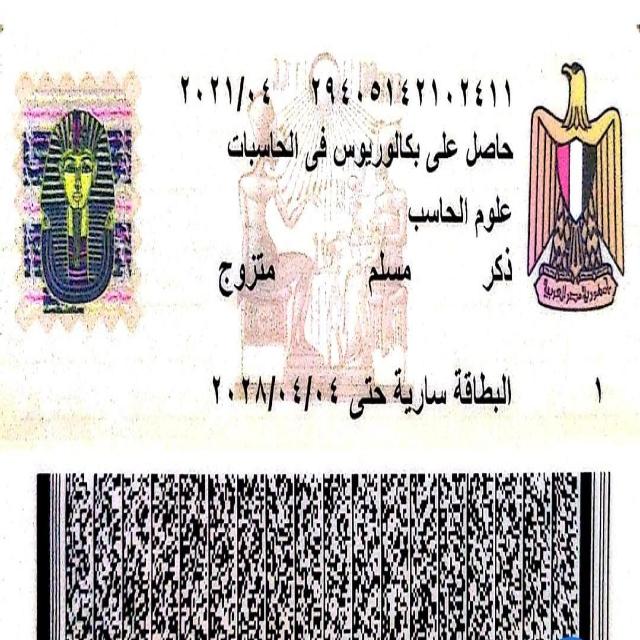 ٢٩٤٠٥١٤٢١٠٢٤١١ ٢٠٢١/٠٤
حاصل على بكالوريوس فى الحاسبات
علوم الحاسب
ذكر مسلم متزوج
البطاقة سارية حتى ٢٠٢٨/٠٤/٠٤
١
جمهورية مصر العربية